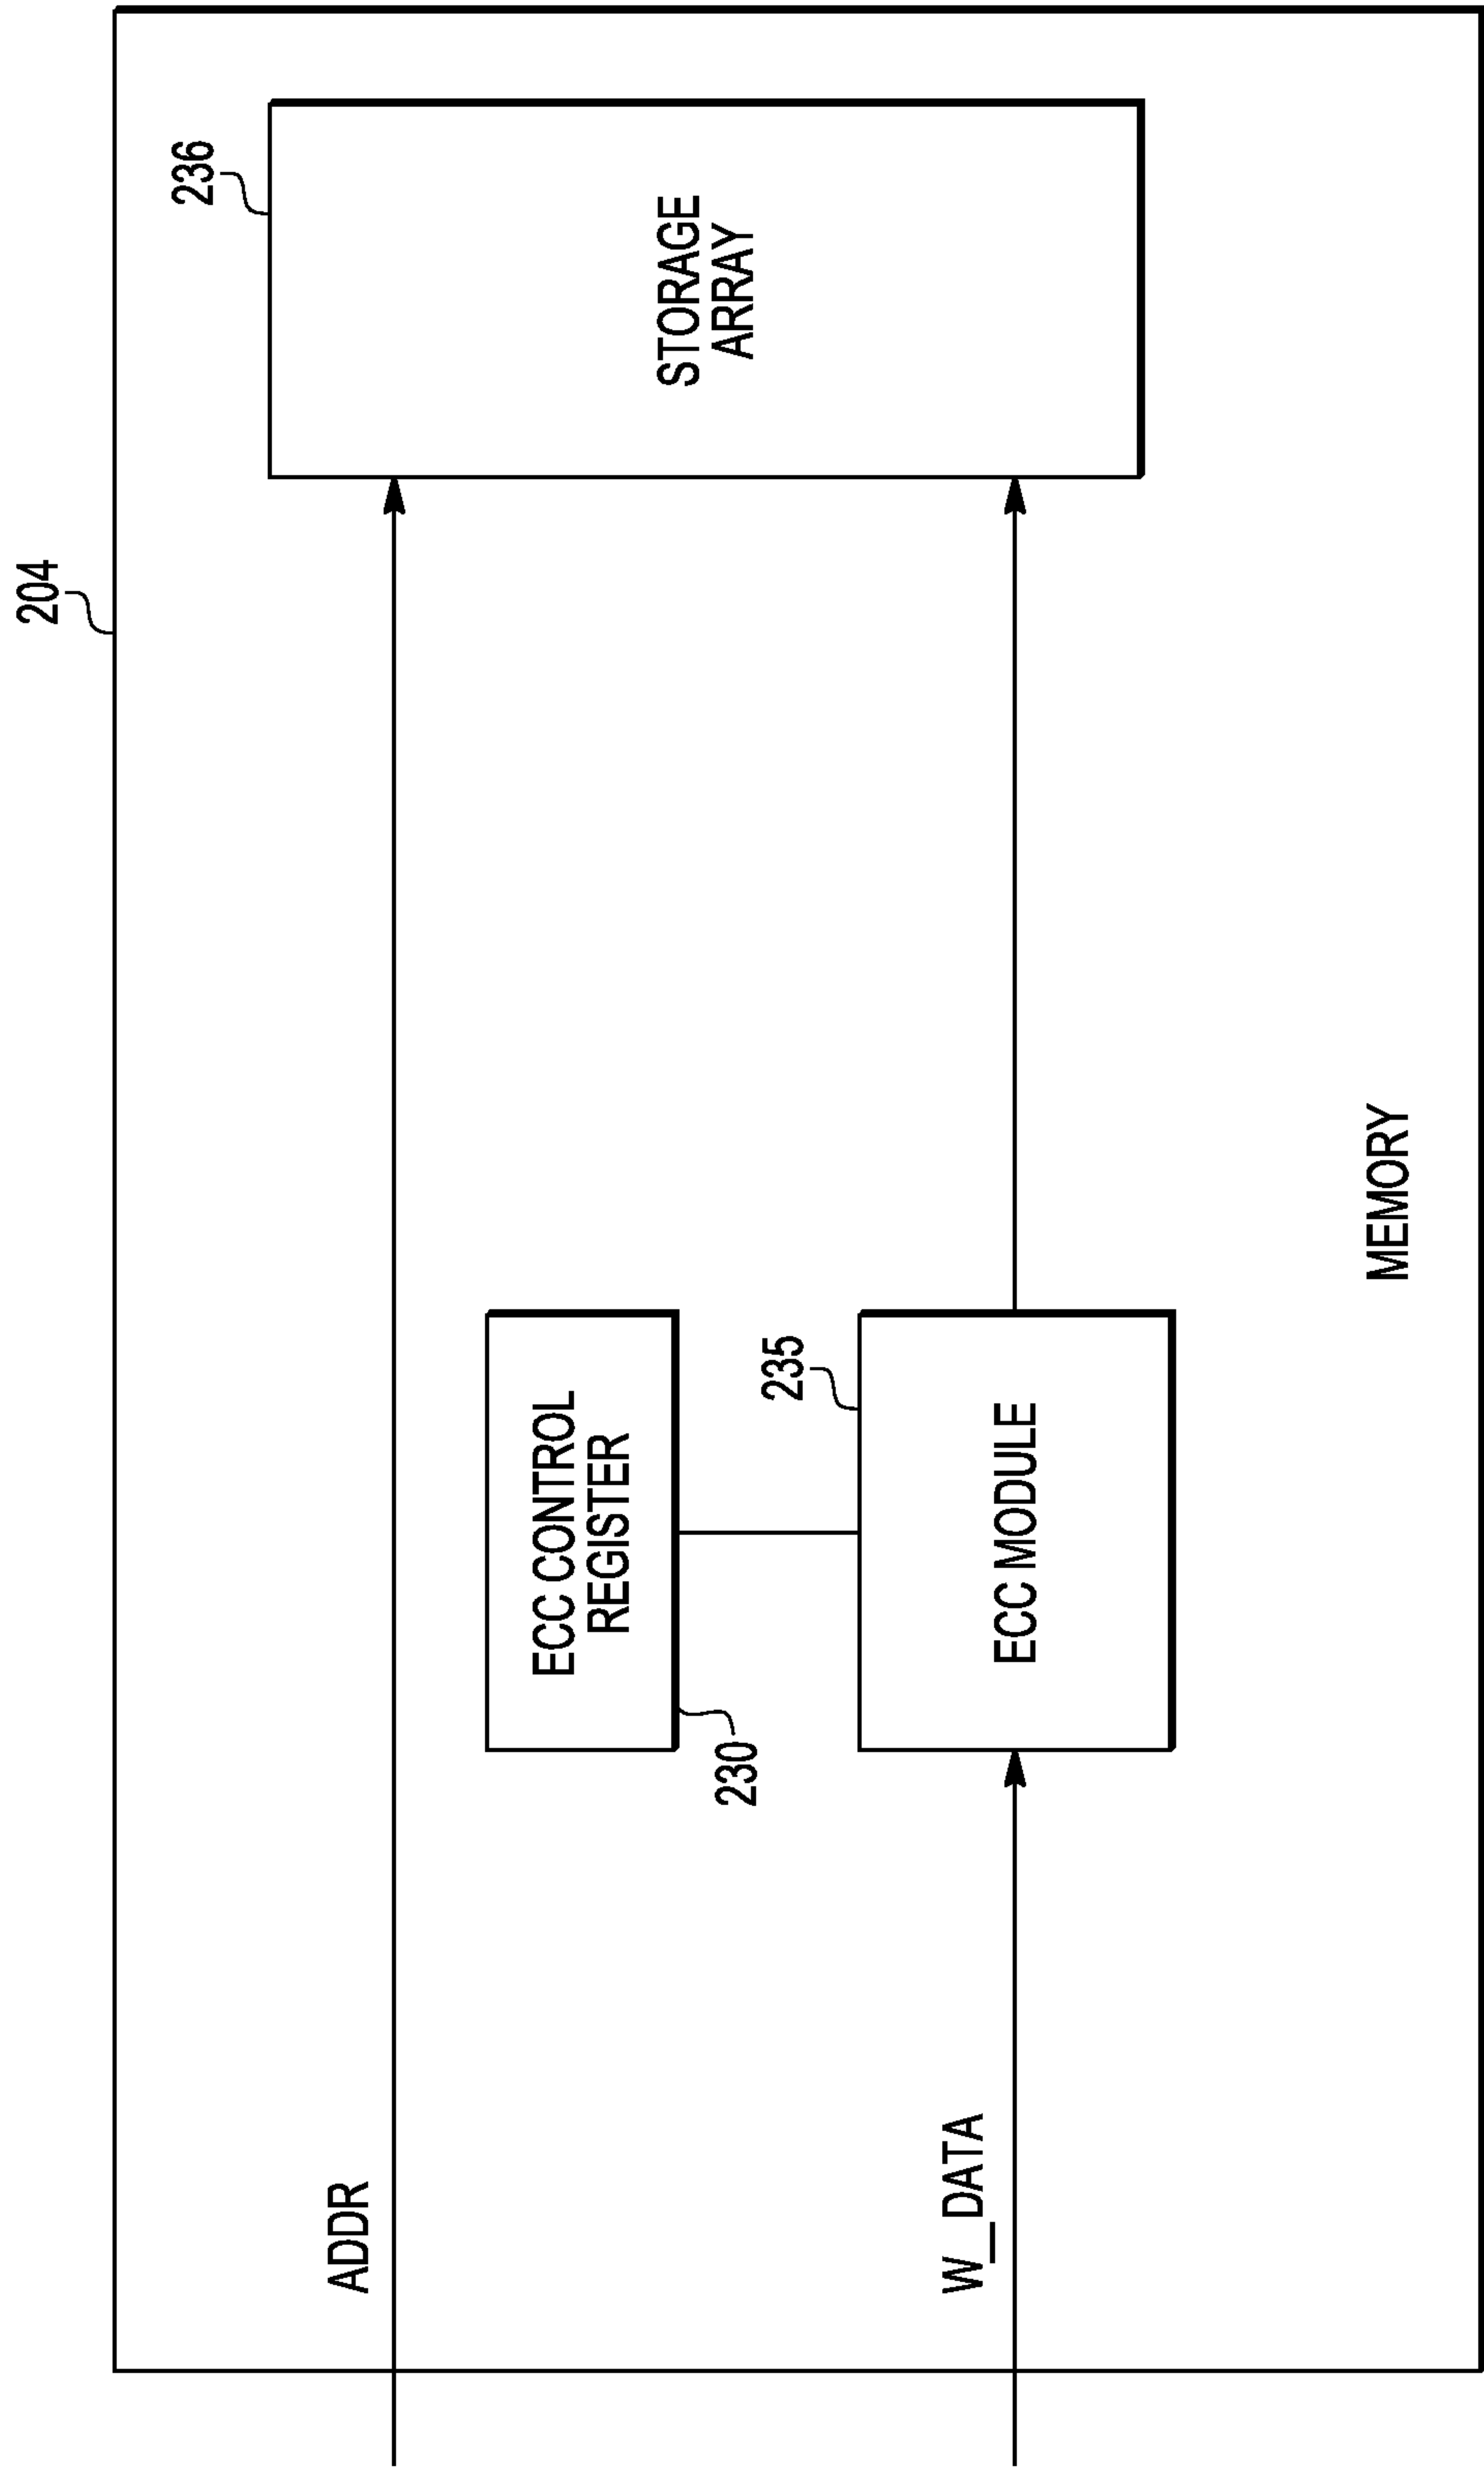 204
236
ADDR
STORAGE
ARRAY
ECC CONTROL
REGISTER
230
235
W_DATA
ECC MODULE
MEMORY